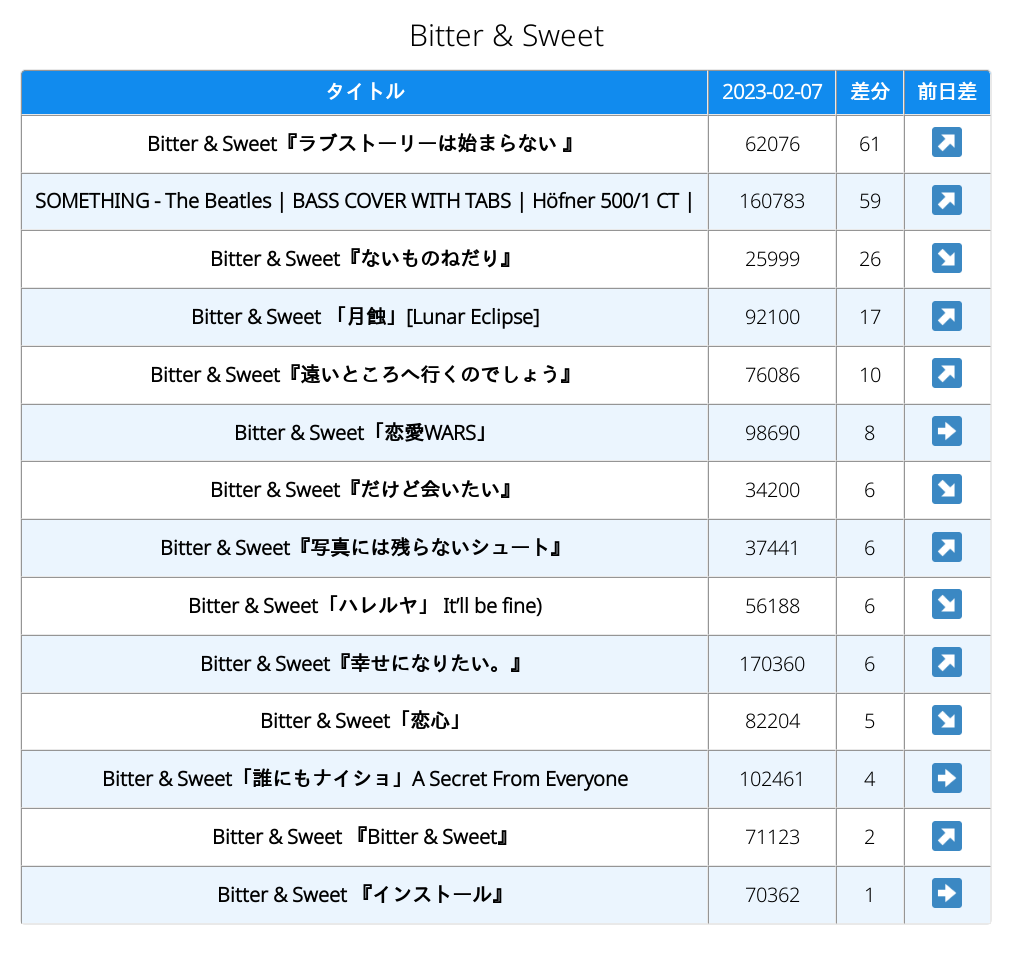 Bitter & Sweet
タイトル 2023-02-07 差分 前日差
Bitter & Sweet『ラブストーリーは始まらない 』 62076 61
SOMETHING - The Beatles | BASS COVER WITH TABS | Höfner 500/1 CT | 160783 59
Bitter & Sweet『ないものねだり』 25999 26
Bitter & Sweet 「月蝕」[Lunar Eclipse] 92100 17
Bitter & Sweet『遠いところへ行くのでしょう』 76086 10
Bitter & Sweet「恋愛WARS」 98690 8
Bitter & Sweet『だけど会いたい』 34200 6
Bitter & Sweet『写真には残らないシュート』 37441 6
Bitter & Sweet「ハレルヤ」 It’ll be fine) 56188 6
Bitter & Sweet『幸せになりたい。』 170360 6
Bitter & Sweet「恋心」 82204 5
Bitter & Sweet「誰にもナイショ」A Secret From Everyone 102461 4
Bitter & Sweet 『Bitter & Sweet』 71123 2
Bitter & Sweet 『インストール』 70362 1